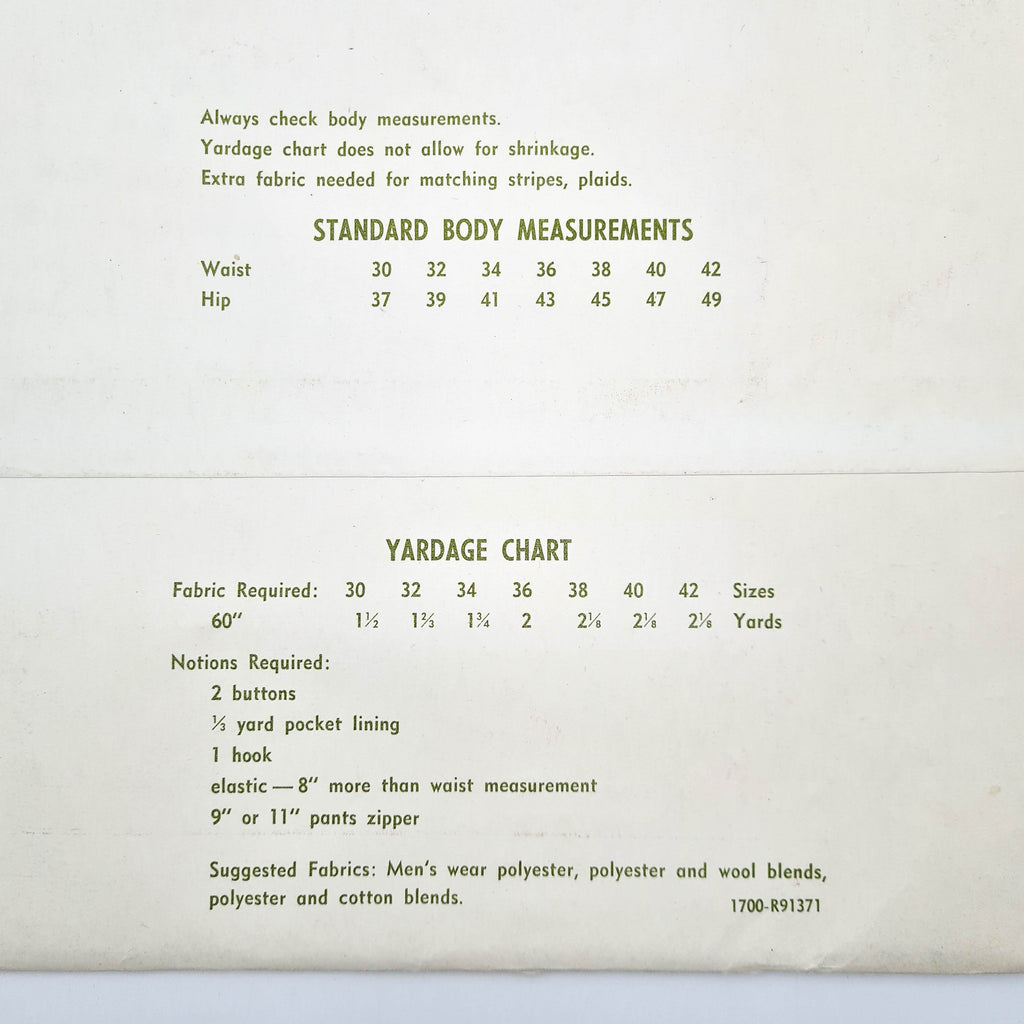 Always check body measurements.
Yardage chart does not allow for shrinkage.
Extra fabric needed for matching stripes, plaids.
STANDARD BODY MEASUREMENTS
Waist 30 32 34 36 38 40 42
Hip 37 39 41 43 45 47 49
YARDAGE CHART
Fabric Required: 30 32 34 36 38 40 42 Sizes
60″ 1½ 1⅔ 1¾ 2 2⅛ 2⅛ 2⅛ Yards
Notions Required:
2 buttons
⅓ yard pocket lining
1 hook
elastic — 8″ more than waist measurement
9″ or 11″ pants zipper
Suggested Fabrics: Men's wear polyester, polyester and wool blends,
polyester and cotton blends.
1700-R91371